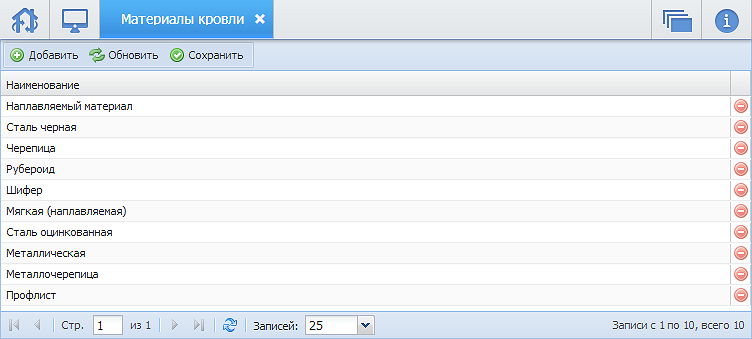 Материалы кровли
Добавить Обновить Сохранить
Наименование
Наплавляемый материал
Сталь черная
Черепица
Рубероид
Шифер
Мягкая (наплавляемая)
Сталь оцинкованная
Металлическая
Металлочерепица
Профлист
Стр. 1 из 1 Записей: 25 Записи с 1 по 10, всего 10